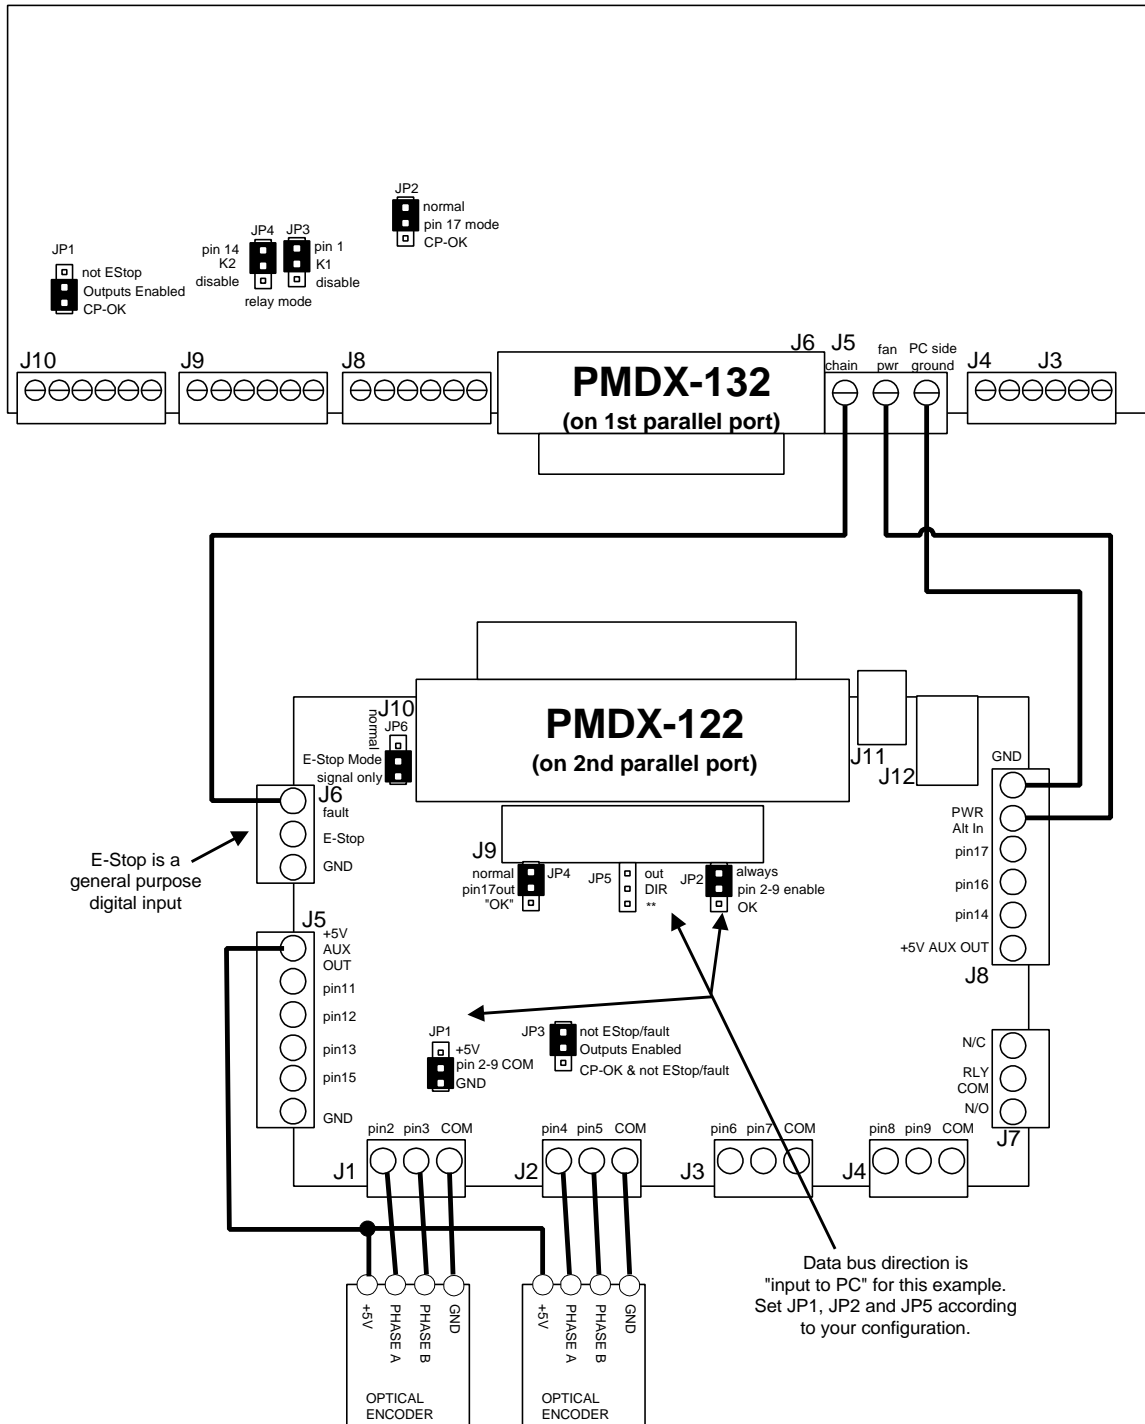 JP2
normal
pin 17 mode
CP-OK
JP4
JP3
pin 14
K2
disable
pin 1
K1
disable
relay mode
JP1
not EStop
Outputs Enabled
CP-OK
J10
J9
J8
J6
J5
chain
fan
pwr
PC side
ground
J4
J3
PMDX-132
(on 1st parallel port)
J10
normal
JP6
E-Stop Mode
signal only
PMDX-122
(on 2nd parallel port)
J11
J12
J6
fault
E-Stop
GND
E-Stop is a
general purpose
digital input
J9
normal
pin17out
"OK"
JP4
JP5
out
DIR
**
JP2
always
pin 2-9 enable
OK
GND
PWR
Alt In
pin17
pin16
pin14
+5V AUX OUT
J8
J5
+5V
AUX
OUT
pin11
pin12
pin13
pin15
GND
JP1
+5V
pin 2-9 COM
GND
JP3
not EStop/fault
Outputs Enabled
CP-OK & not EStop/fault
N/C
RLY
COM
N/O
J7
pin2 pin3 COM
J1
pin4 pin5 COM
J2
pin6 pin7 COM
J3
pin8 pin9 COM
J4
Data bus direction is
"input to PC" for this example.
Set JP1, JP2 and JP5 according
to your configuration.
+5V
PHASE A
PHASE B
GND
OPTICAL
ENCODER
+5V
PHASE A
PHASE B
GND
OPTICAL
ENCODER